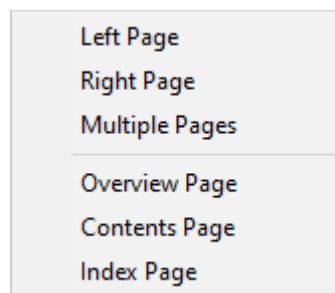 Left Page
Right Page
Multiple Pages
Overview Page
Contents Page
Index Page